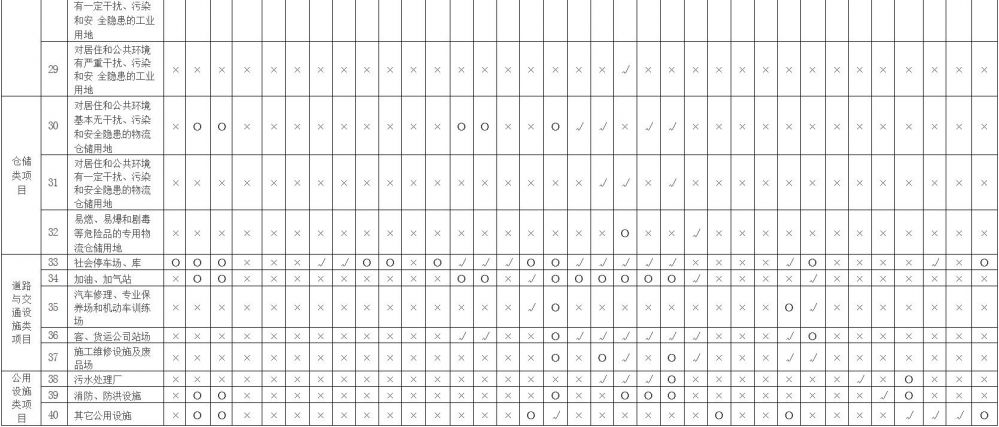 有一定干扰、污染
和安 全隐患的工业
用地
对居住和公共环境
有严重干扰、污染
和安 全隐患的工业
用地
29 × × × × × × × × × × × × × × × × × × × √ × × × × × × × × × × × × × × ×
仓储
类项
目
对居住和公共环境
基本无干扰、污染
和安全隐患的物流
仓储用地
30 × O O × × × × × × × × × O O × × O √ √ × √ √ × × × × × × × × × × × × ×
对居住和公共环境
有一定干扰、污染
和安全隐患的物流
仓储用地
31 × × × × × × × × × × × × × × × × × × √ √ × √ × × × × × × × × × × × × ×
易燃、易爆和剧毒
等危险品的专用物
流仓储用地
32 × × × × × × × × × × × × × × × × × × × O × × √ × × × × × × × × × × × ×
道路
与交
通设
施类
项目
33 社会停车场、库 O O O × × × √ √ O O × O √ √ √ O O √ √ √ √ √ × × × × √ O × × × × √ × O
34 加油、加气站 × O O × × × × × × × × × O O × √ O O O O O O √ × × × × √ × × × × × × ×
汽车修理、专业保
养场和机动车训练
场
35 × × × × × × × × × × × × × × × √ O × × × × × × × × × O √ × × × × × × ×
36 客、货运公司站场 × × × × × × × × × × × × √ √ × × O √ √ √ √ √ √ × × × √ O × × × × × × ×
施工维修设施及废
品场
37 × × × × × × × × × × × × × × × × O × O √ × O √ × × × √ √ × × × × × × ×
公用
设施
类项
目
38 污水处理厂 × × × × × × × × × × × × × × × × × × √ √ √ O × × × × × × × √ × O × × ×
39 消防、防洪设施 × O O × × × × × × × × × × × × × O × × O O O × × × × × × × × √ O × × ×
40 其它公用设施 × O O × × × × × × × × × × × × O √ × × × × × × O × × O × × × × √ √ √ O